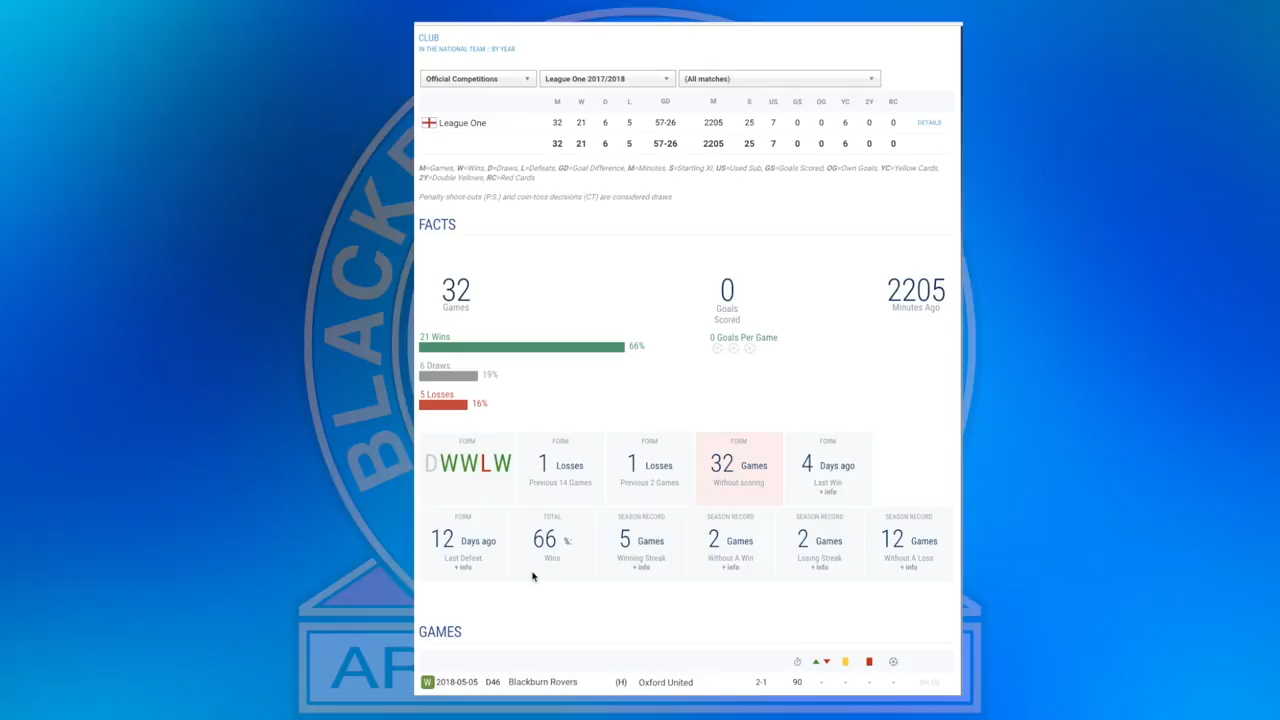 CLUB
IN THE NATIONAL TEAM :: BY YEAR
Official Competitions League One 2017/2018 (All matches)
M W D L GD M S US GS OG YC 2Y RC
League One 32 21 6 5 57-26 2205 25 7 0 0 6 0 0 DETAILS
32 21 6 5 57-26 2205 25 7 0 0 6 0 0
M=Games, W=Wins, D=Draws, L=Defeats, GD=Goal Difference, M=Minutes, S=Starting XI, US=Used Sub, GS=Goals Scored, OG=Own Goals, YC=Yellow Cards,
2Y=Double Yellows, RC=Red Cards
Penalty shoot-outs (P.S.) and coin-toss decisions (CT) are considered draws
FACTS
32 0 2205
Games Goals Minutes Ago
Scored
21 Wins 0 Goals Per Game
66%
6 Draws
19%
5 Losses
16%
FORM FORM FORM FORM FORM
DWWLW 1 Losses 1 Losses 32 Games 4 Days ago
Previous 14 Games Previous 2 Games Without scoring Last Win
+ info
FORM TOTAL SEASON RECORD SEASON RECORD SEASON RECORD SEASON RECORD
12 Days ago 66 %: 5 Games 2 Games 2 Games 12 Games
Last Defeat Wins Winning Streak Without A Win Losing Streak Without A Loss
+ info + info + info + info + info
GAMES
W 2018-05-05 D46 Blackburn Rovers (H) Oxford United 2-1 90 - - - -
BLACK
AR